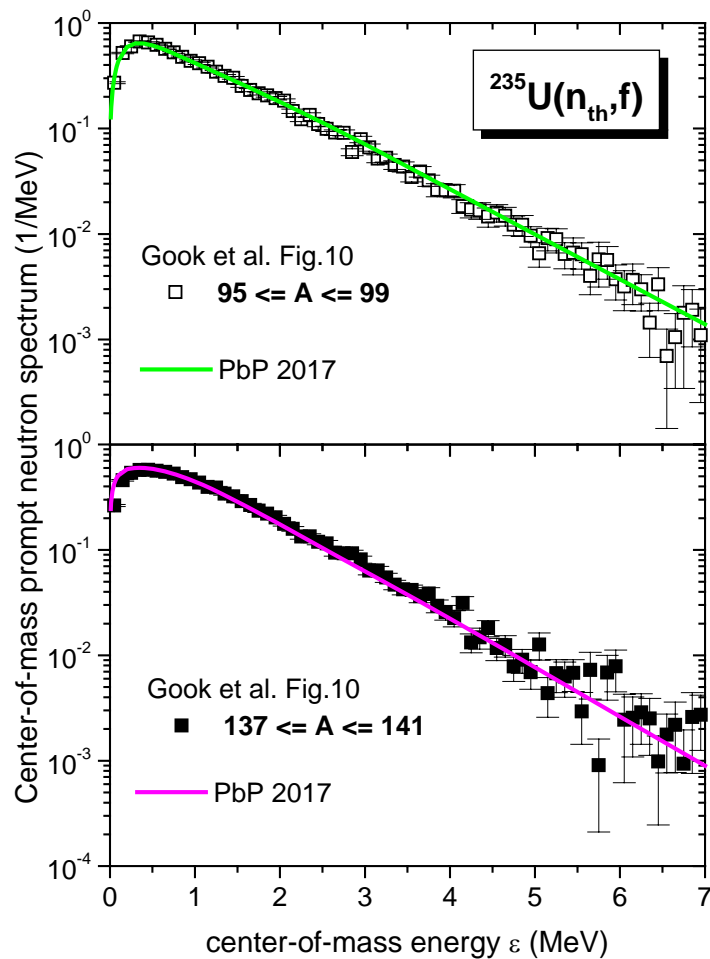 10^0
^235U(n_th,f)
10^-1
10^-2
Gook et al. Fig.10
95 <= A <= 99
10^-3
PbP 2017
Center-of-mass prompt neutron spectrum (1/MeV)
10^0
10^-1
10^-2
Gook et al. Fig.10
137 <= A <= 141
10^-3
PbP 2017
10^-4
0 1 2 3 4 5 6 7
center-of-mass energy ε (MeV)